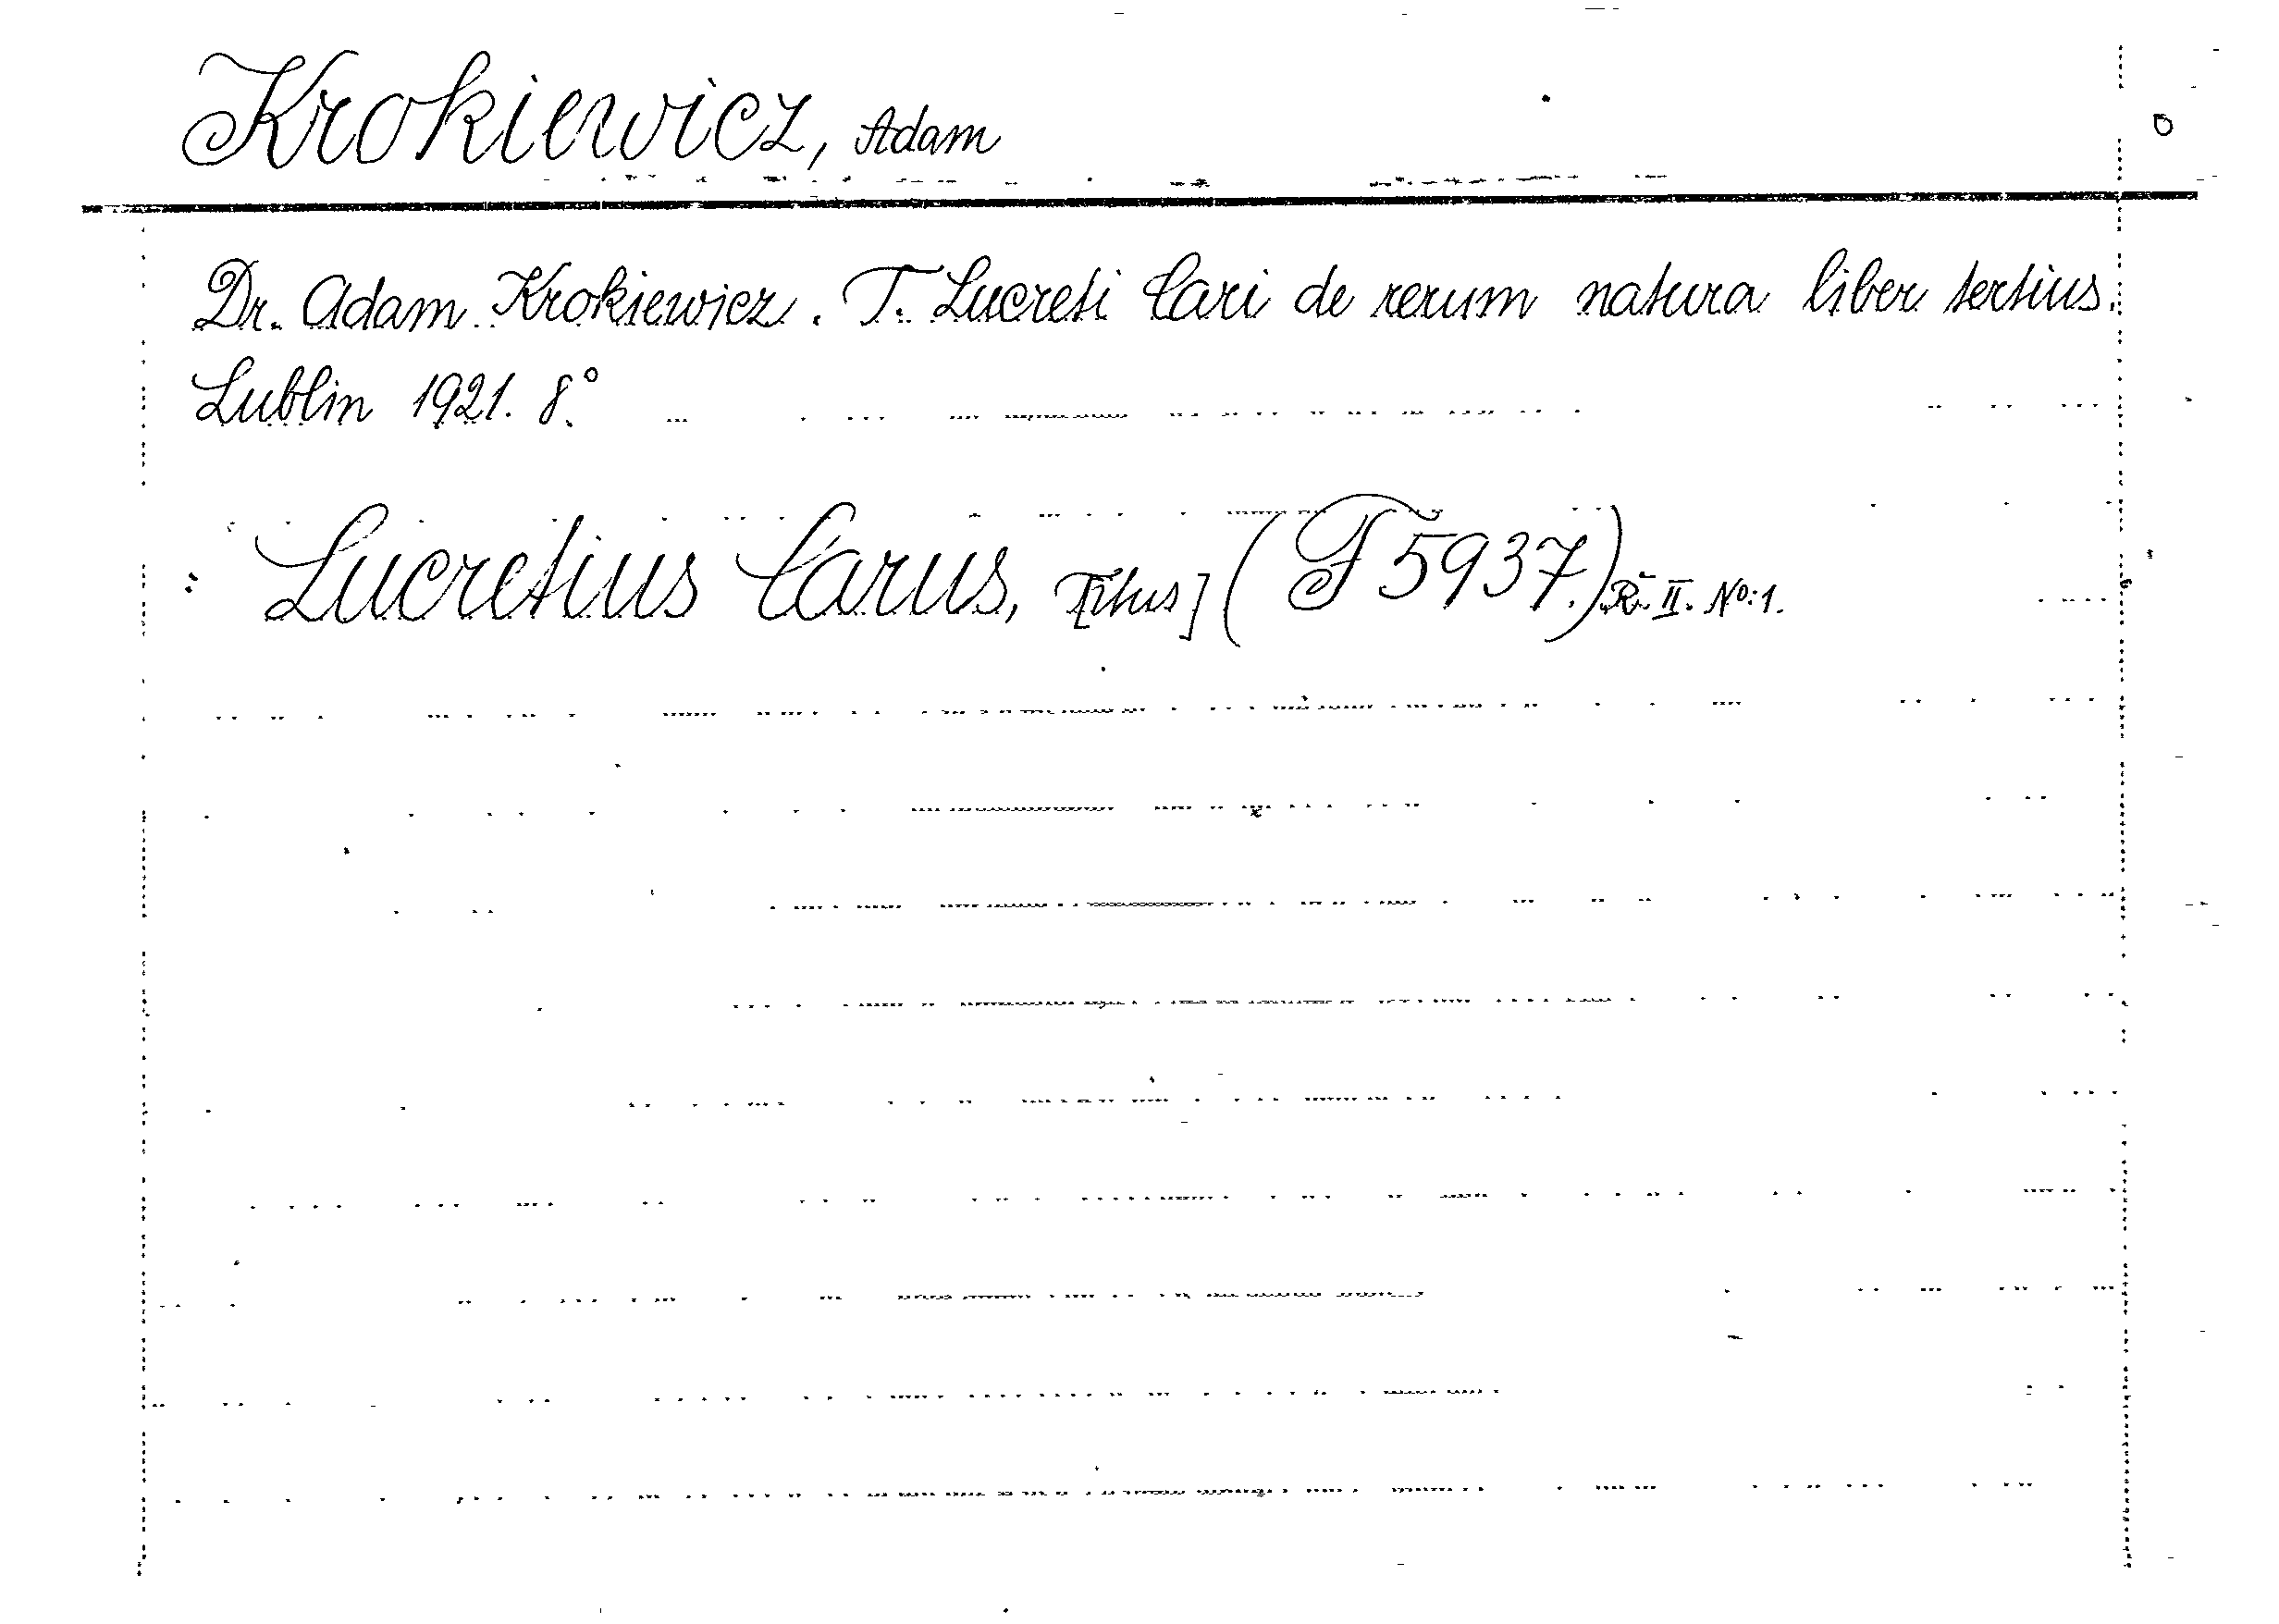 Krokiewicz, Adam
Dr. Adam Krokiewicz. T. Lucreti Cari de rerum natura liber tertius.
Lublin 1921. 8°.
Lucretius Carus, T[itus] (F 5937.) R. II. No: 1.